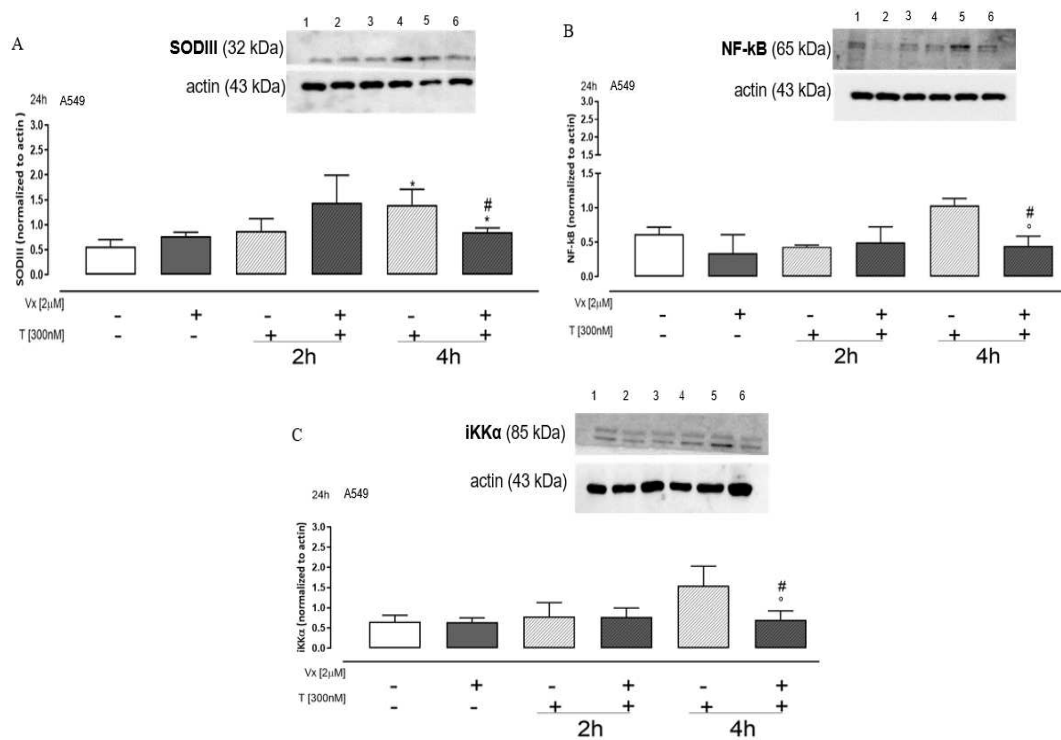 A
1 2 3 4 5 6
SODIII (32 kDa)
actin (43 kDa)
24h A549
SODIII (normalized to actin )
3.0
2.5
2.0
1.5
1.0
0.5
0.0
* # *
Vx [2μM] - + - + - +
T [300nM] - - + + + +
2h 4h
B
1 2 3 4 5 6
NF-kB (65 kDa)
actin (43 kDa)
24h A549
NF-kB (normalized to actin)
3.0
2.5
2.0
1.5
1.0
0.5
0.0
# °
Vx [2μM] - + - + - +
T [300nM] - - + + + +
2h 4h
C
1 2 3 4 5 6
iKKα (85 kDa)
actin (43 kDa)
24h A549
iKKα (normalized to actin)
3.0
2.5
2.0
1.5
1.0
0.5
0.0
# °
Vx [2μM] - + - + - +
T [300nM] - - + + + +
2h 4h